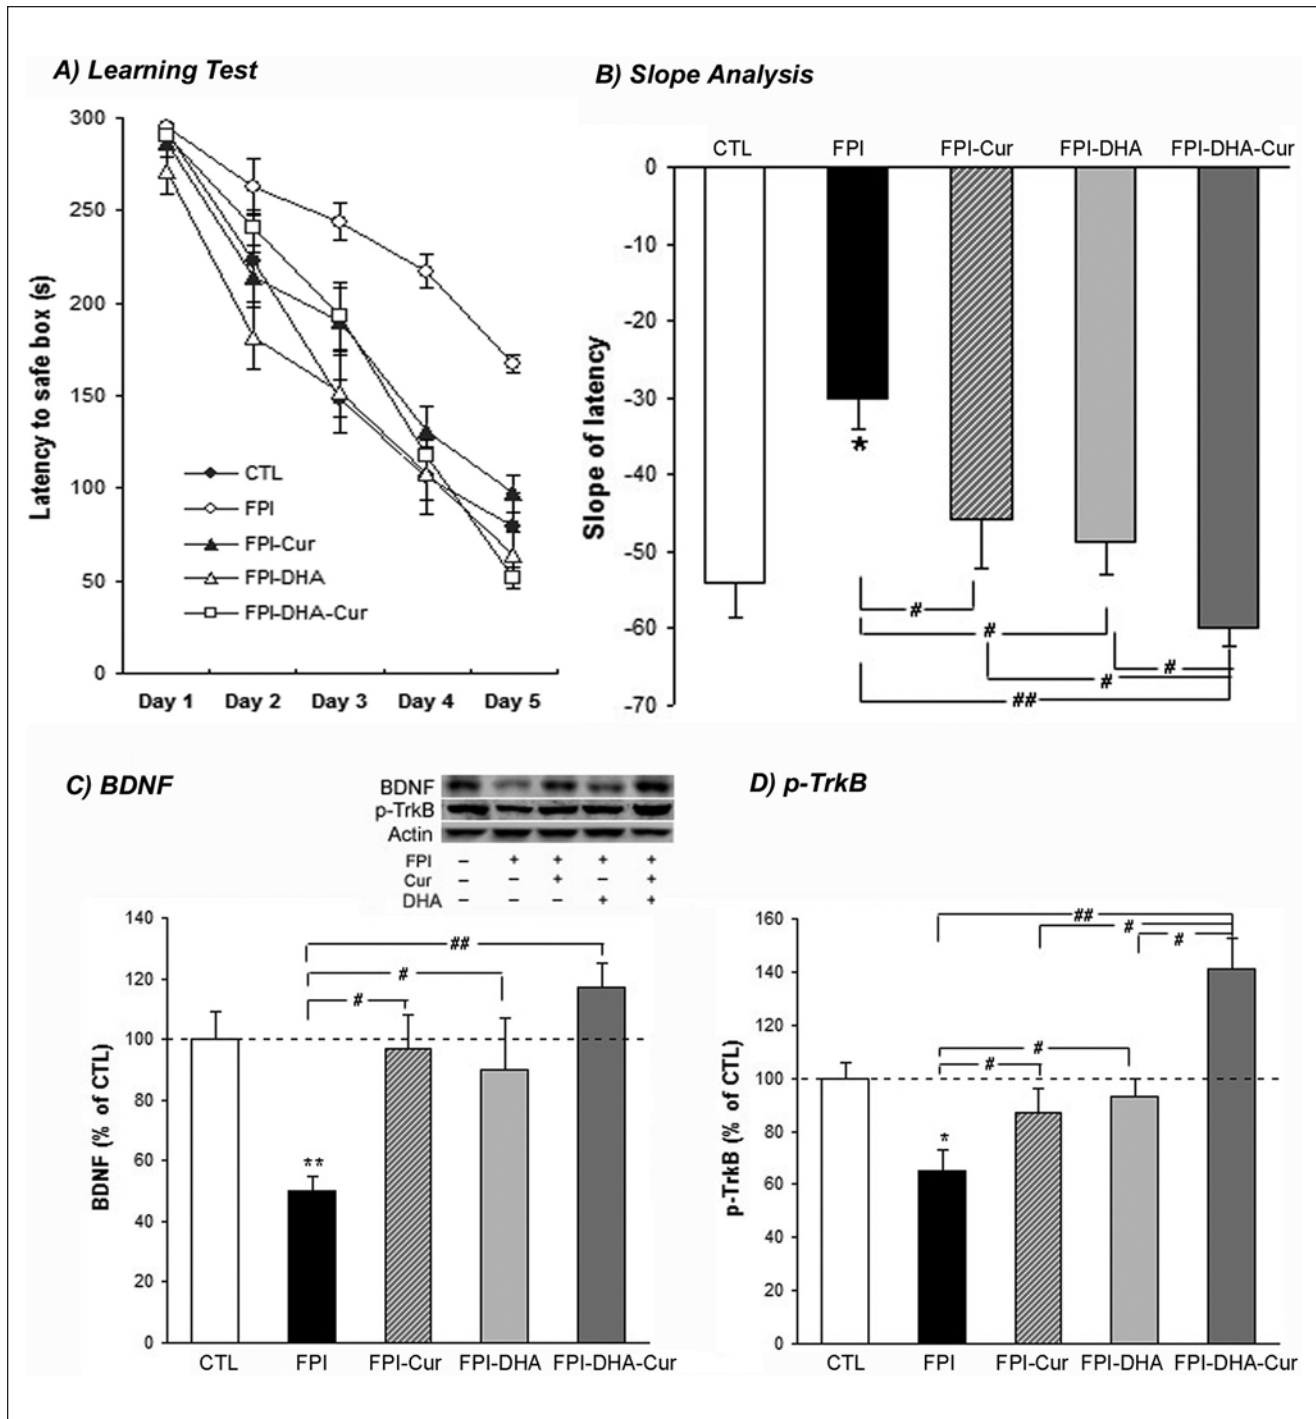 A) Learning Test
B) Slope Analysis
300
250
200
150
100
50
0
Latency to safe box (s)
CTL
FPI
FPI-Cur
FPI-DHA
FPI-DHA-Cur
Day 1 Day 2 Day 3 Day 4 Day 5
CTL FPI FPI-Cur FPI-DHA FPI-DHA-Cur
0
-10
-20
-30
-40
-50
-60
-70
Slope of latency
*
#
#
#
#
##
C) BDNF
BDNF
p-TrkB
Actin
FPI - + + + +
Cur - - + - +
DHA - - - + +
140
120
100
80
60
40
20
0
BDNF (% of CTL)
##
#
#
**
CTL FPI FPI-Cur FPI-DHA FPI-DHA-Cur
D) p-TrkB
160
140
120
100
80
60
40
20
0
p-TrkB (% of CTL)
##
#
#
#
#
*
CTL FPI FPI-Cur FPI-DHA FPI-DHA-Cur